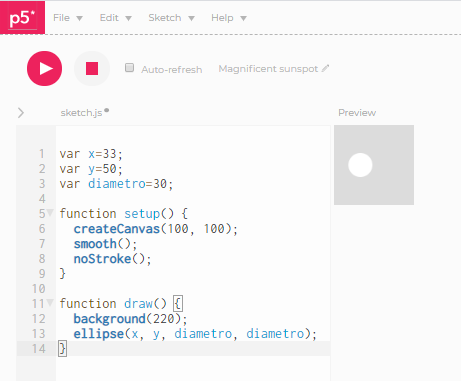 p5*
File Edit Sketch Help
Auto-refresh Magnificent sunspot
sketch.js Preview
1 var x=33;
2 var y=50;
3 var diametro=30;
4
5 function setup() {
6 createCanvas(100, 100);
7 smooth();
8 noStroke();
9 }
10
11 function draw() {
12 background(220);
13 ellipse(x, y, diametro, diametro);
14 }